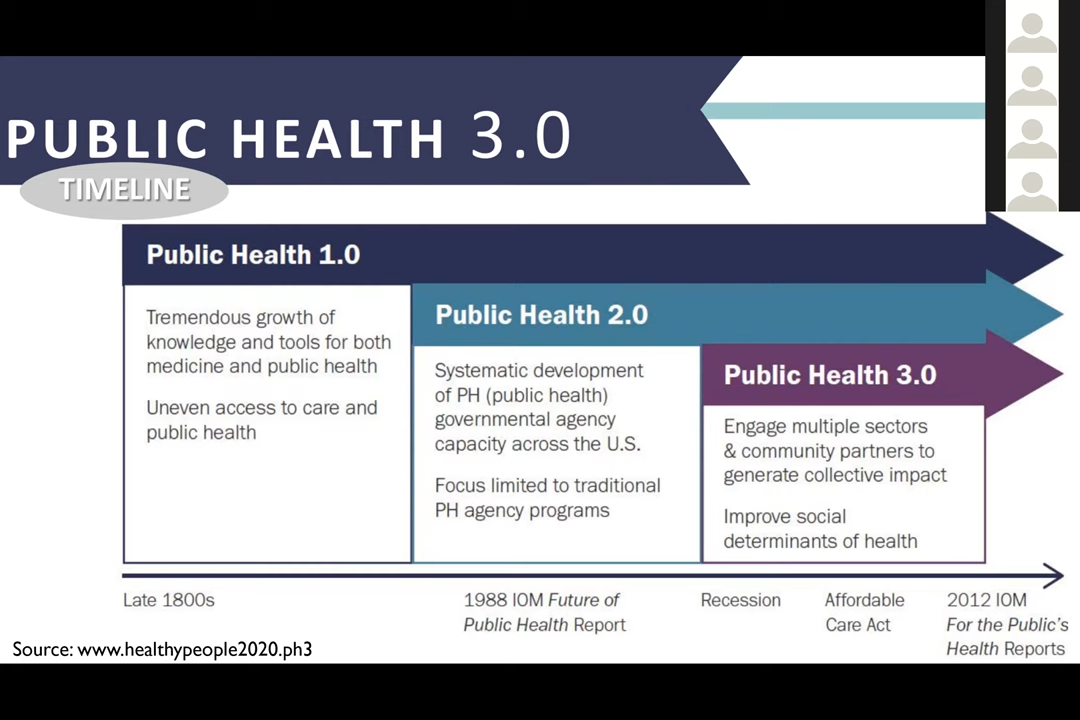 PUBLIC HEALTH 3.0
TIMELINE
Public Health 1.0
Tremendous growth of
knowledge and tools for both
medicine and public health
Uneven access to care and
public health
Public Health 2.0
Systematic development
of PH (public health)
governmental agency
capacity across the U.S.
Focus limited to traditional
PH agency programs
Public Health 3.0
Engage multiple sectors
& community partners to
generate collective impact
Improve social
determinants of health
Late 1800s
1988 IOM Future of
Public Health Report
Recession
Affordable
Care Act
2012 IOM
For the Public's
Health Reports
Source: www.healthypeople2020.ph3